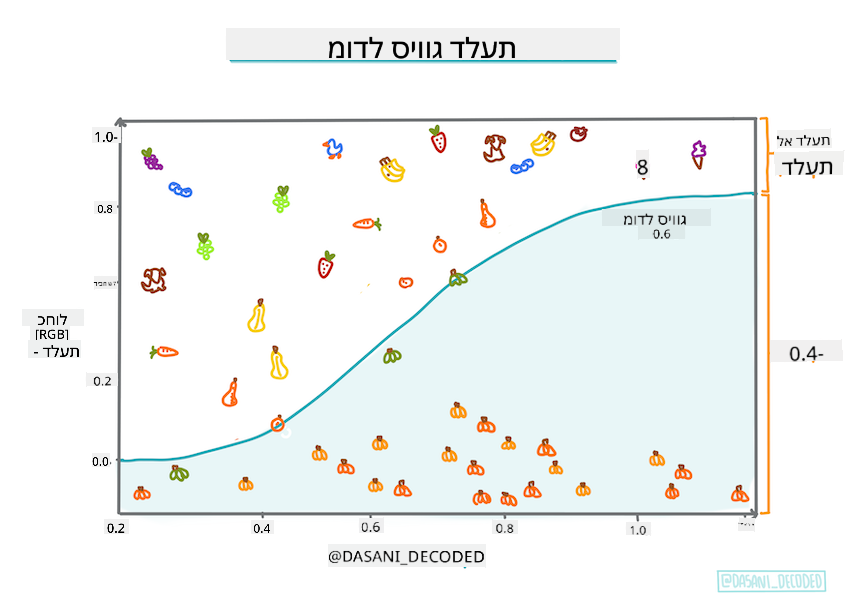 תעלד גוויס לדומ
1.0-
0.8
0.2
0.0-
לוחכ
[RGB]
תעלד -
8
גוויס לדומ
0.6
תעלד אל
תעלד
0.4-
0.2 0.4 0.6 0.8 1.0
@DASANI_DECODED
@DASANI_DECODED